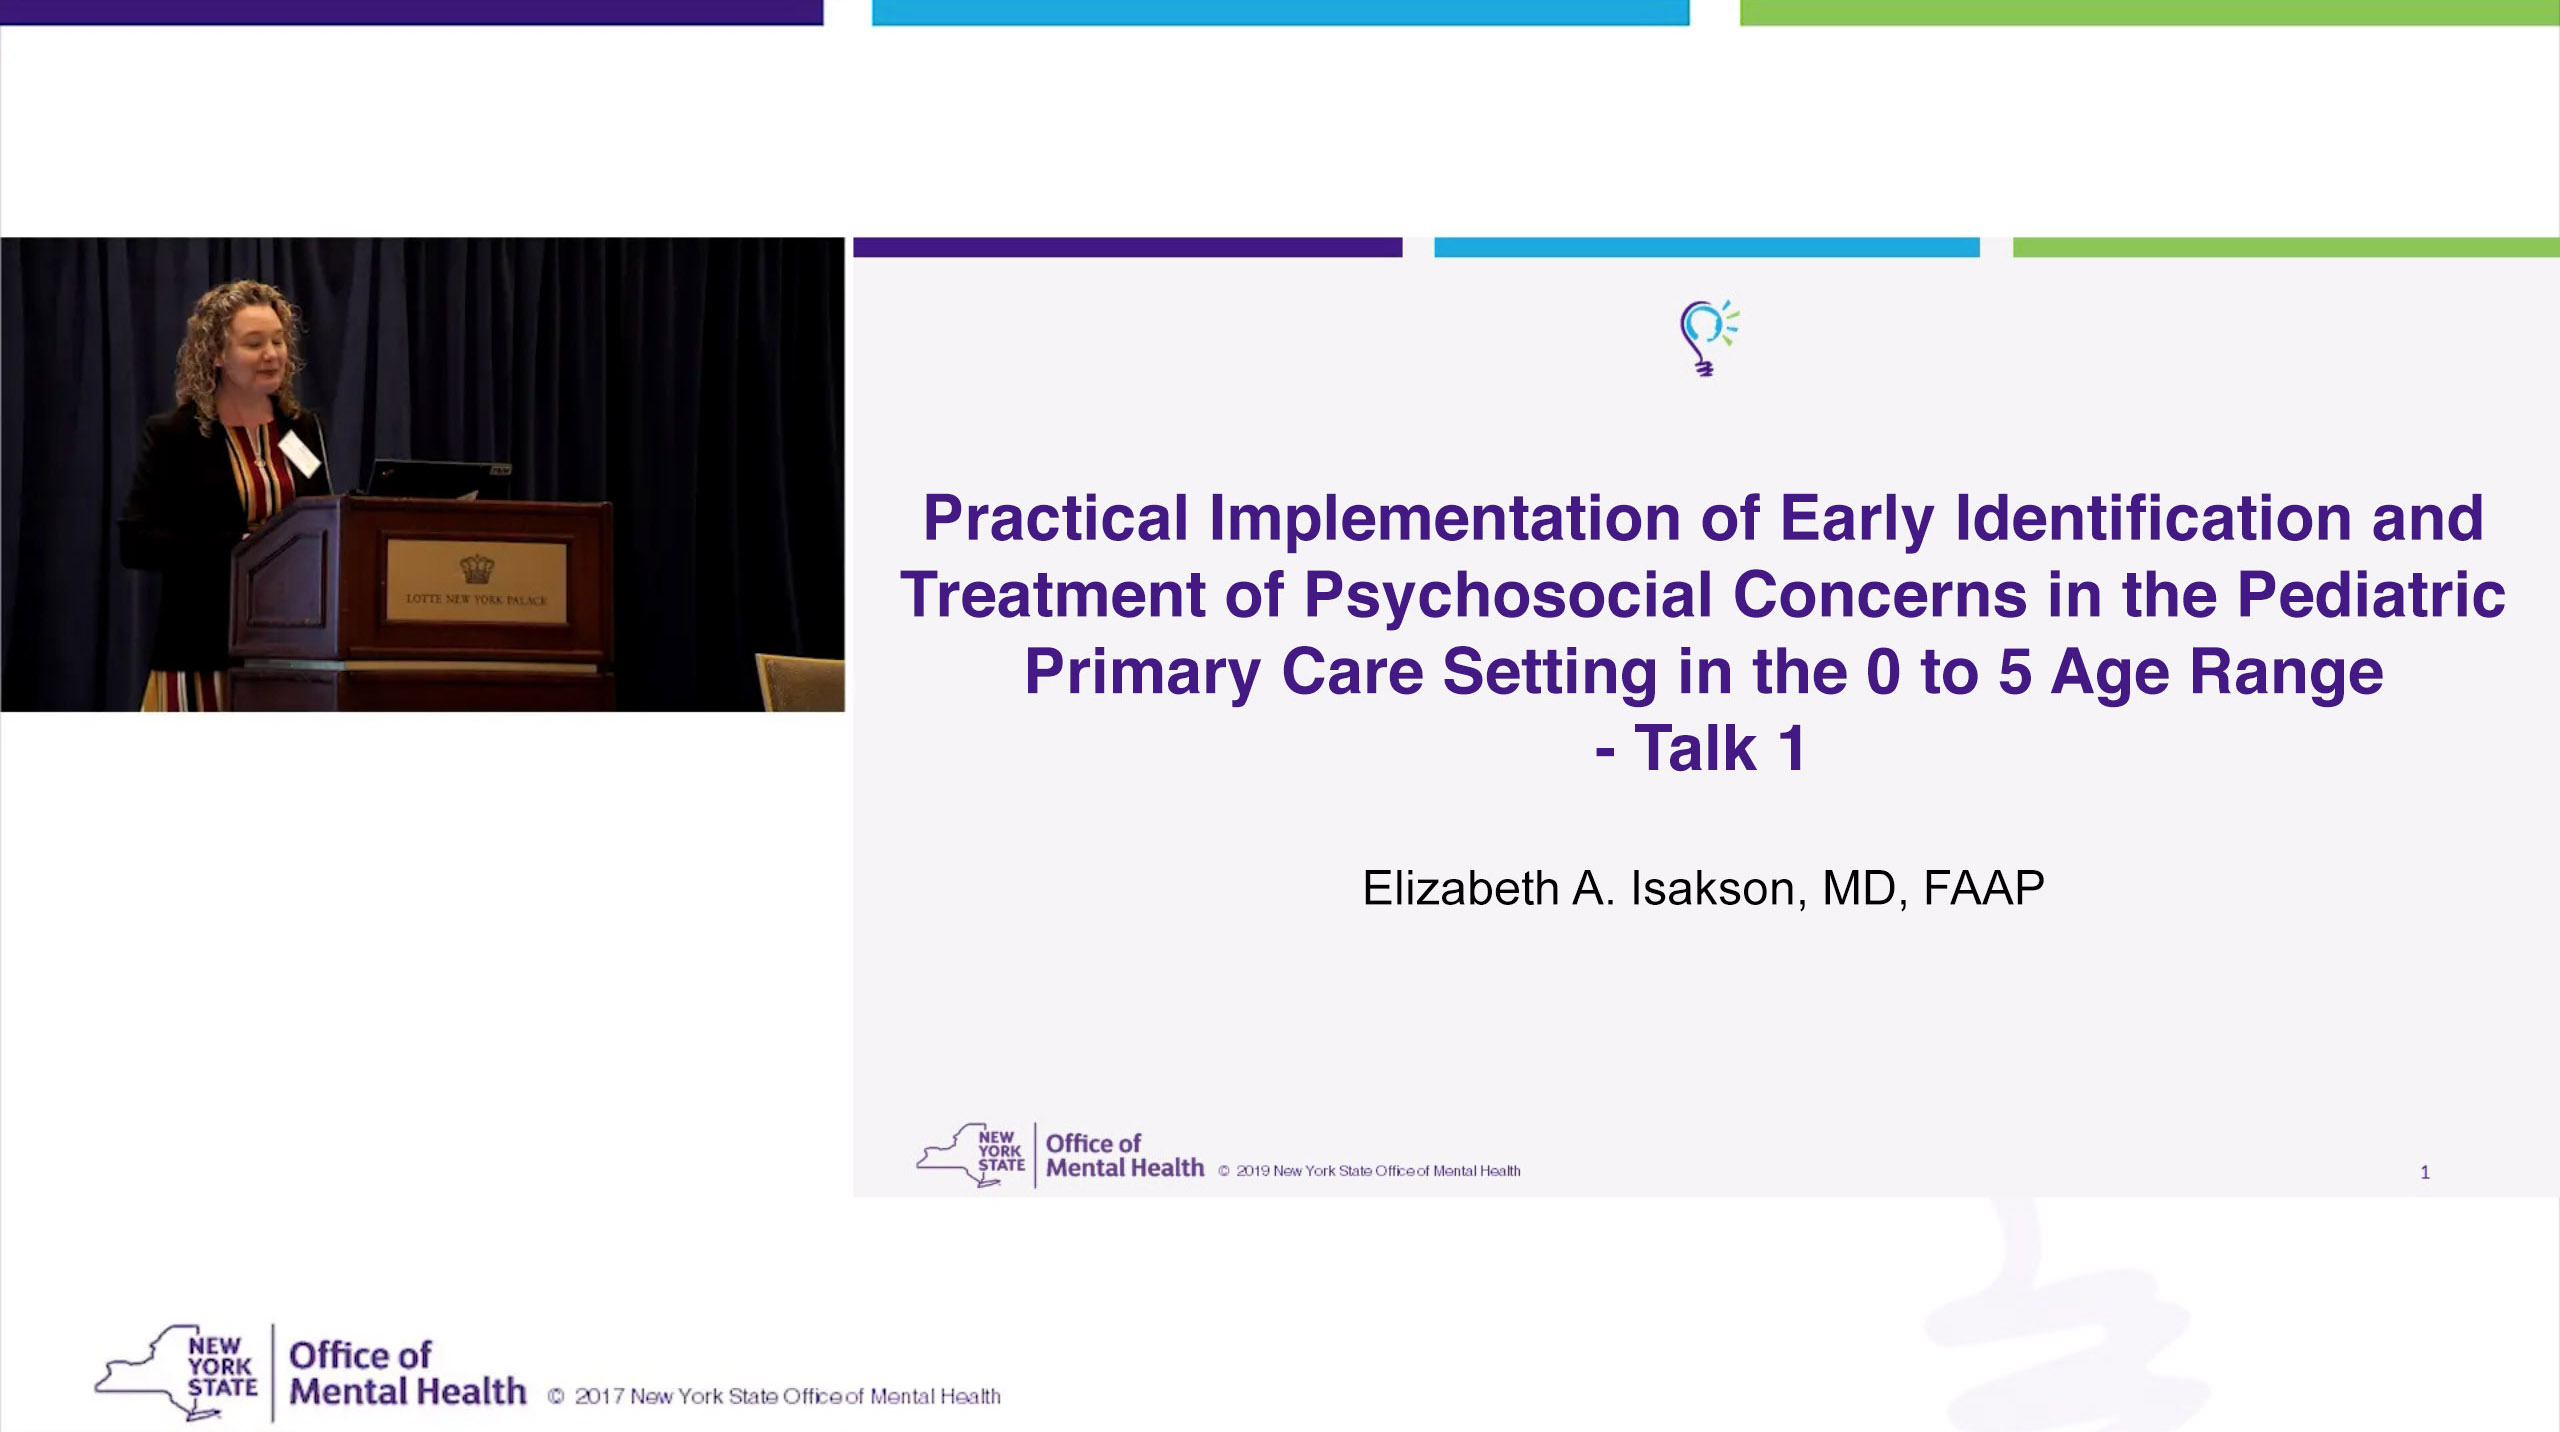 LOTTE NEW YORK PALACE
Practical Implementation of Early Identification and
Treatment of Psychosocial Concerns in the Pediatric
Primary Care Setting in the 0 to 5 Age Range
- Talk 1
Elizabeth A. Isakson, MD, FAAP
NEW
YORK
STATE
Office of
Mental Health
© 2019 New York State Office of Mental Health
1
NEW
YORK
STATE
Office of
Mental Health
© 2017 New York State Office of Mental Health